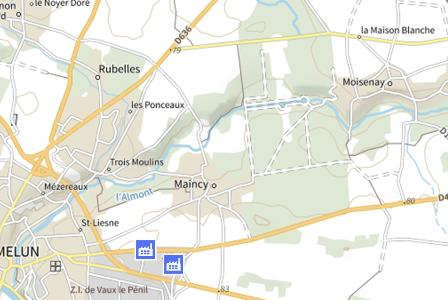 le Noyer Doré
non
D636
79
la Maison Blanche
Rubelles
Moisenay
les Ponceaux
Trois Moulins
Mézereaux
l'Almont
Maincy
80
D4
St-Liesne
MELUN
Z.I. de Vaux le Pénil
83